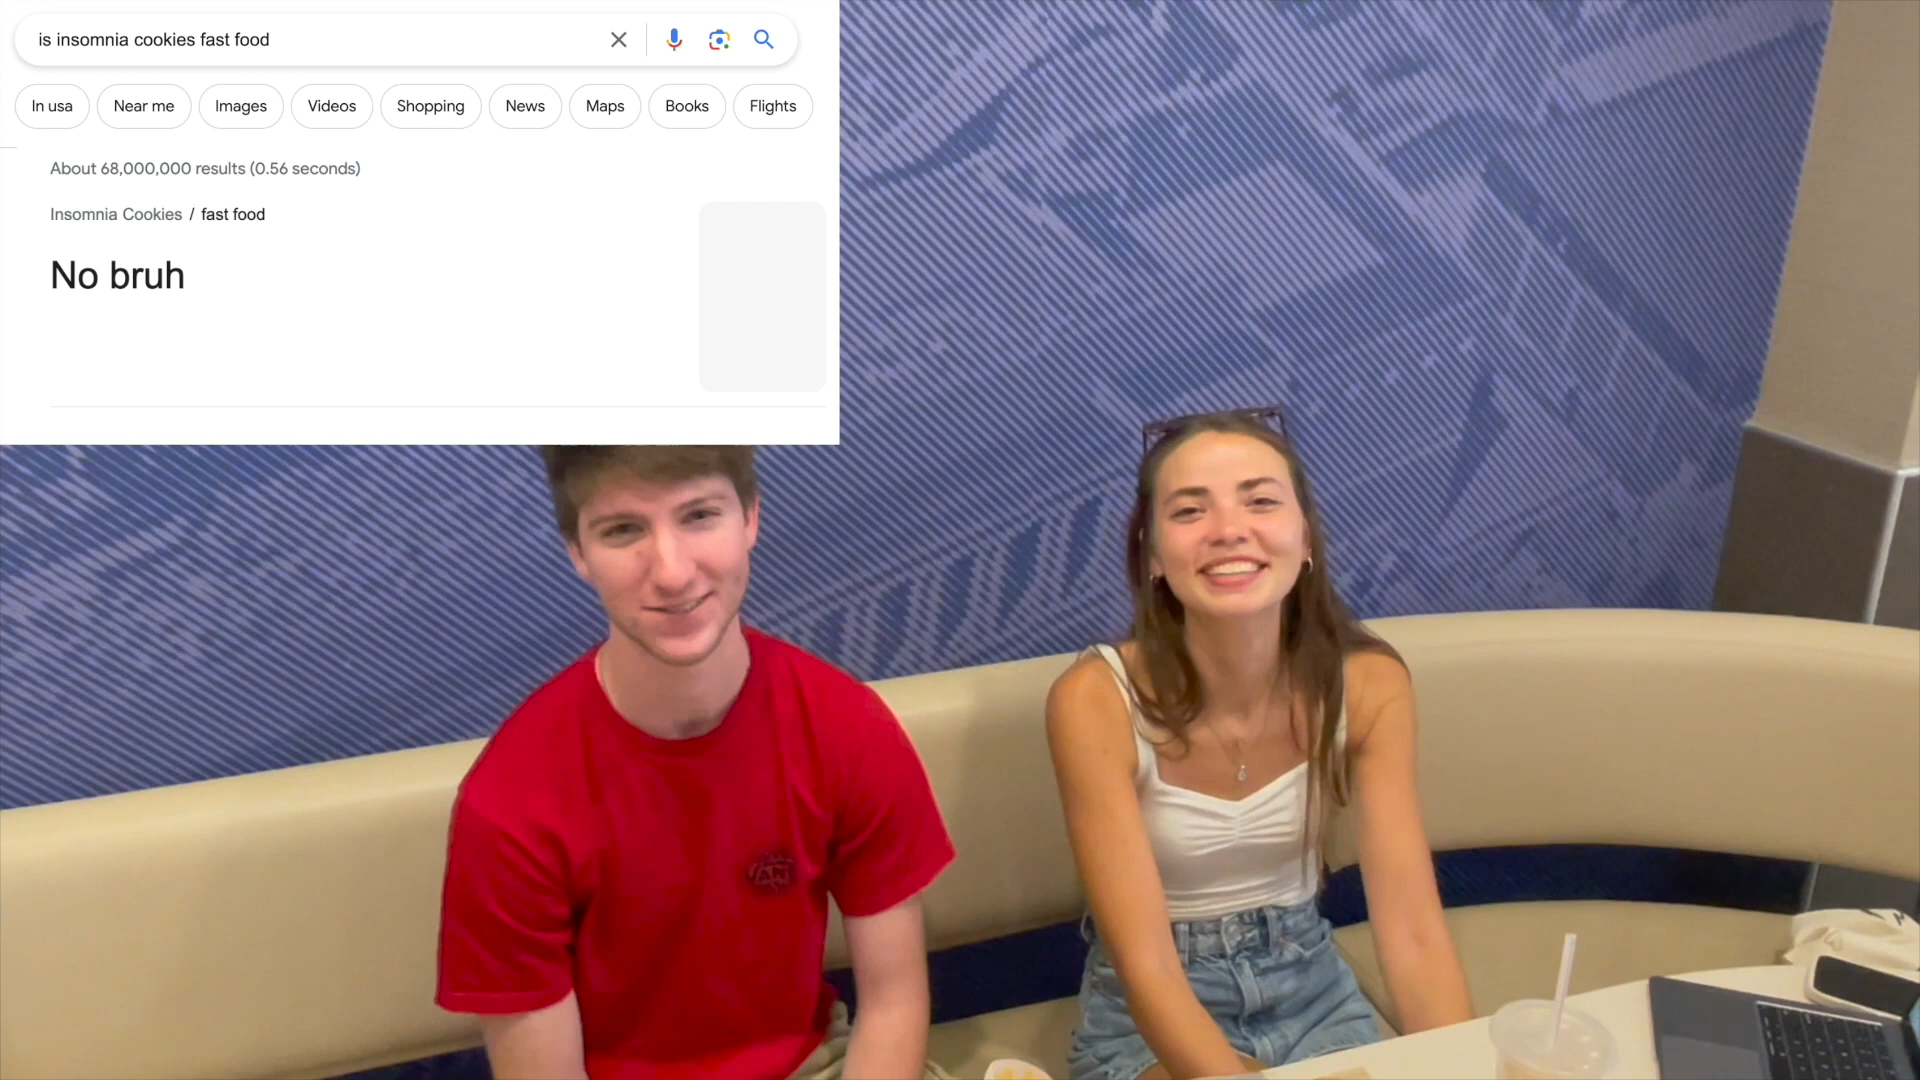 is insomnia cookies fast food
In usa Near me Images Videos Shopping News Maps Books Flights
About 68,000,000 results (0.56 seconds)
Insomnia Cookies / fast food
No bruh